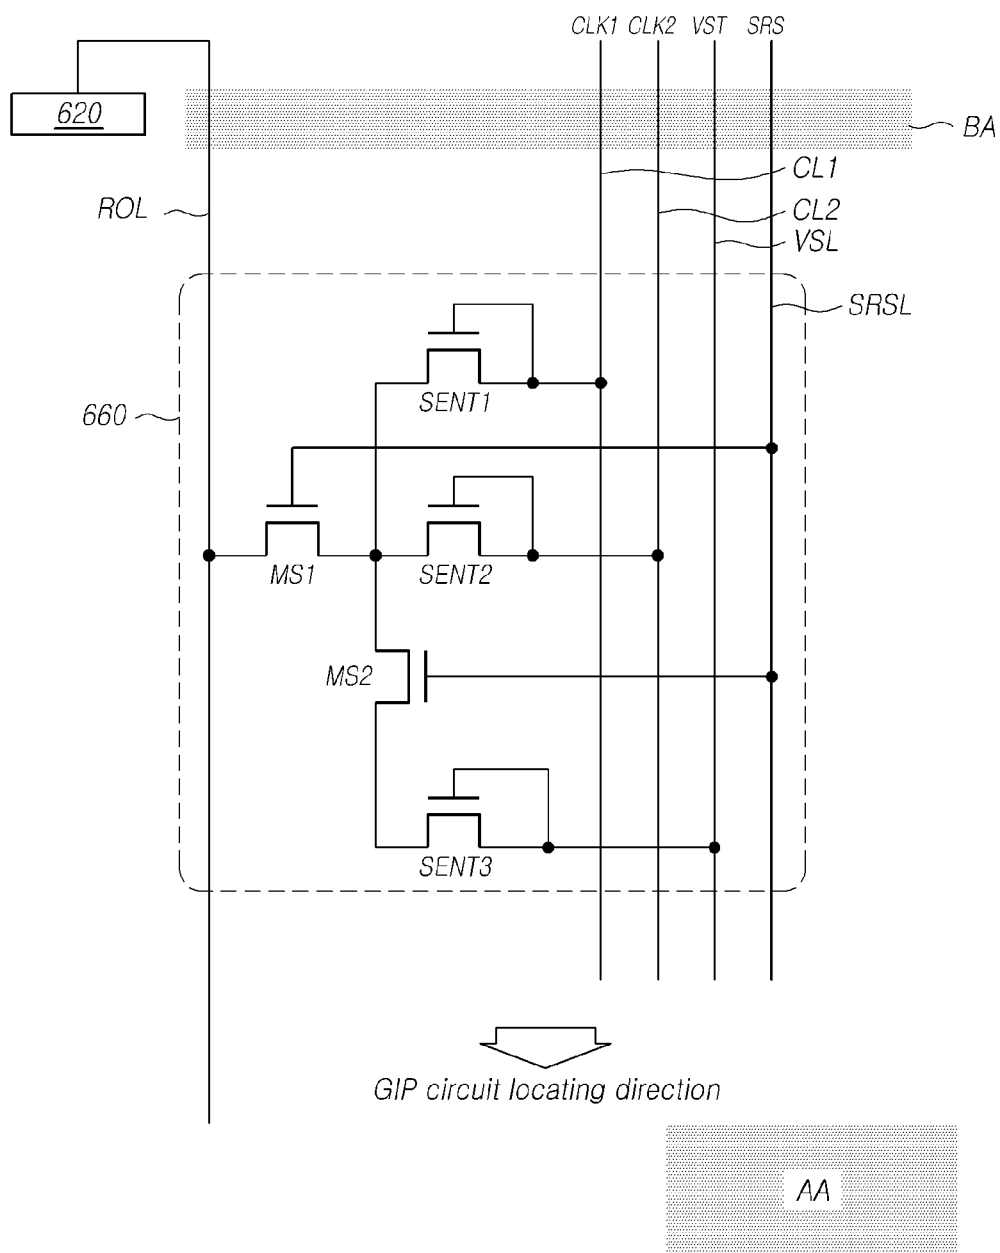 CLK1 CLK2 VST SRS
620
BA
CL1
ROL
CL2
VSL
SRSL
SENT1
660
MS1
SENT2
MS2
SENT3
GIP circuit locating direction
AA